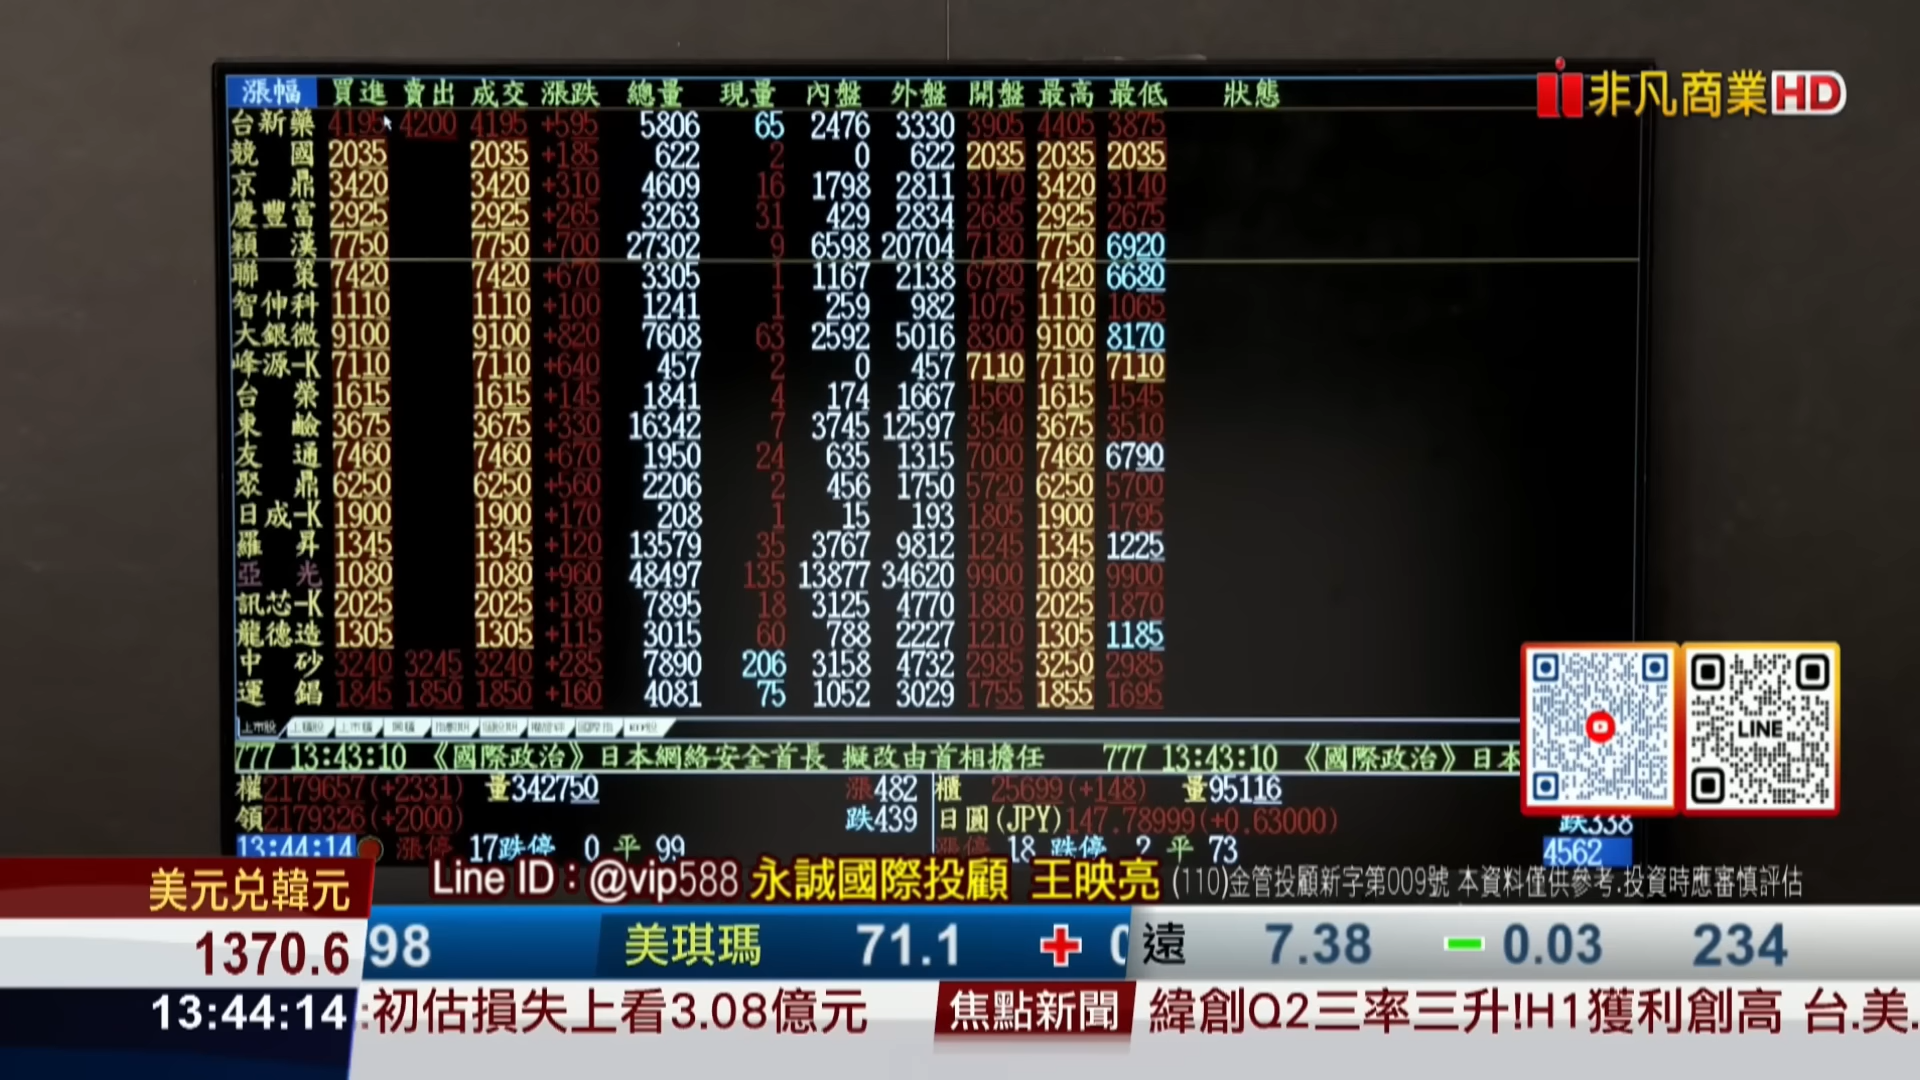 非凡商業HD
漲幅 買進 賣出 成交 漲跌 總量 現量 內盤 外盤 開盤 最高 最低 狀態
台新藥 4195 4200 4195 +595 5806 65 2476 3330 3905 4405 3875
競國 2035 2035 +185 622 2 0 622 2035 2035 2035
京鼎 3420 3420 +310 4609 16 1798 2811 3170 3420 3140
慶豐富 2925 2925 +265 3263 31 429 2834 2685 2925 2675
穎漢 7750 7750 +700 27302 9 6598 20704 7180 7750 6920
聯策 7420 7420 +670 3305 1 1167 2138 6780 7420 6680
智伸科 1110 1110 +100 1241 1 259 982 1075 1110 1065
大銀微 9100 9100 +820 7608 63 2592 5016 8300 9100 8170
峰源-K 7110 7110 +640 457 2 0 457 7110 7110 7110
台榮 1615 1615 +145 1841 4 174 1667 1560 1615 1545
東鹼 3675 3675 +330 16342 7 3745 12597 3540 3675 3510
友通 7460 7460 +670 1950 24 635 1315 7000 7460 6790
聚鼎 6250 6250 +560 2206 2 456 1750 5720 6250 5700
日成-K 1900 1900 +170 208 1 15 193 1805 1900 1795
羅昇 1345 1345 +120 13579 35 3767 9812 1245 1345 1225
亞光 1080 1080 +960 48497 135 13877 34620 9900 1080 9900
訊芯-K 2025 2025 +180 7895 18 3125 4770 1880 2025 1870
龍德造 1305 1305 +115 3015 60 788 2227 1210 1305 1185
中砂 3240 3245 3240 +285 7890 206 3158 4732 2985 3250 2985
運錩 1845 1850 1850 +160 4081 75 1052 3029 1755 1855 1695
777 13:43:10 《國際政治》日本網絡安全首長 擬改由首相擔任 777 13:43:10 《國際政治》日本
權2179657(+2331) 量342750 漲482 櫃 25699(+148) 量95116
領2179326(+2000) 跌439 日圓(JPY)147.78999(+0.63000) 跌338
13:44:14 漲停 17跌停 0 平 99 漲停 18 跌停 2 平 73 4562
LINE
Line ID：@vip588 永誠國際投顧 王映亮 (110)金管投顧新字第009號 本資料僅供參考.投資時應審慎評估
美元兌韓元
1370.6
98 美琪瑪 71.1 + 遠 7.38 - 0.03 234
13:44:14 :初估損失上看3.08億元 焦點新聞 緯創Q2三率三升!H1獲利創高 台.美.